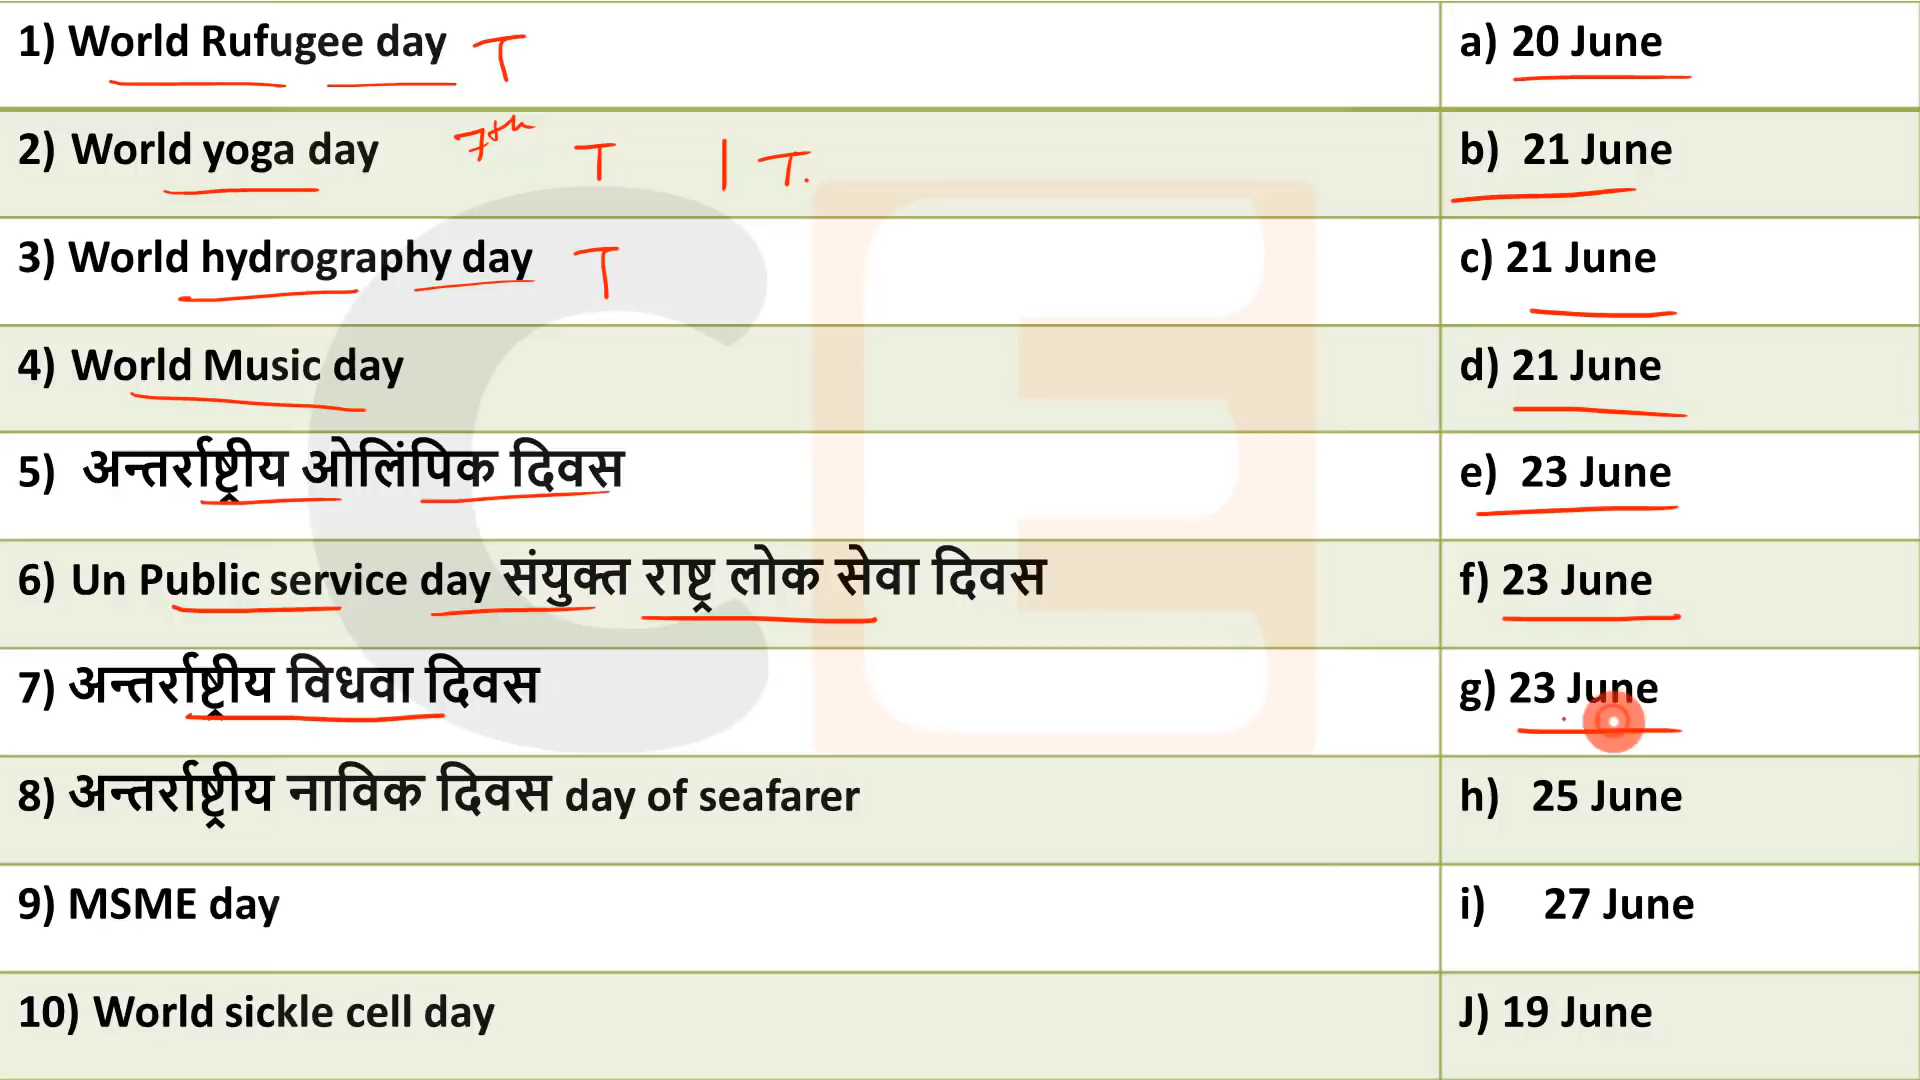 1) World Rufugee day T a) 20 June
2) World yoga day 7th T | T. b) 21 June
3) World hydrography day T c) 21 June
4) World Music day d) 21 June
5) अन्तर्राष्ट्रीय ओलिंपिक दिवस e) 23 June
6) Un Public service day संयुक्त राष्ट्र लोक सेवा दिवस f) 23 June
7) अन्तर्राष्ट्रीय विधवा दिवस g) 23 June
8) अन्तर्राष्ट्रीय नाविक दिवस day of seafarer h) 25 June
9) MSME day i) 27 June
10) World sickle cell day J) 19 June
CE